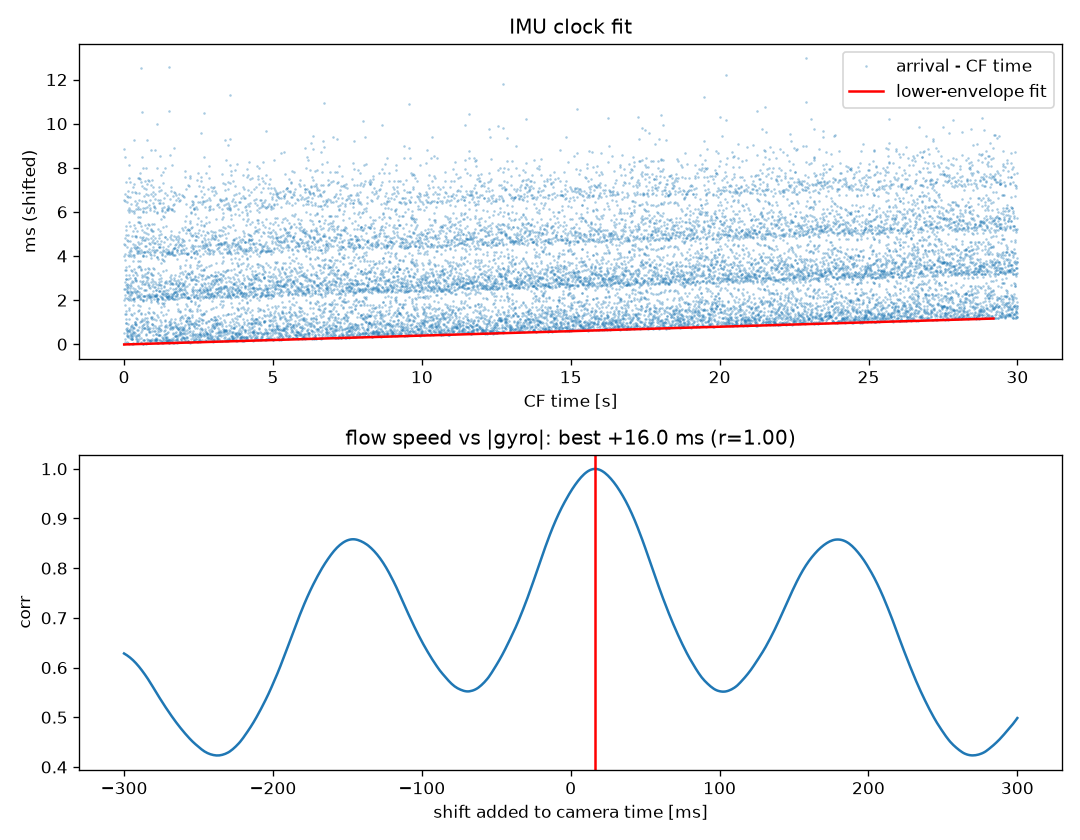 IMU clock fit
arrival - CF time
lower-envelope fit
12
10
8
6
4
2
0
ms (shifted)
0 5 10 15 20 25 30
CF time [s]
flow speed vs |gyro|: best +16.0 ms (r=1.00)
1.0
0.9
0.8
0.7
0.6
0.5
0.4
corr
−300 −200 −100 0 100 200 300
shift added to camera time [ms]